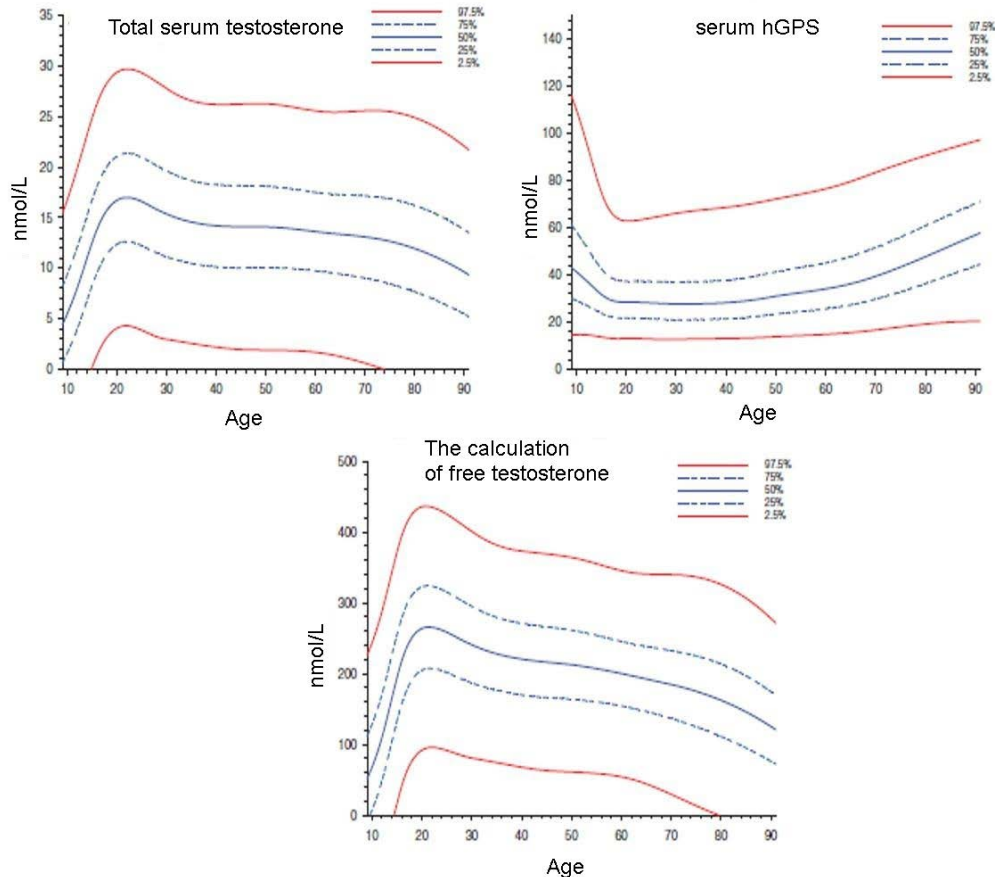 Total serum testosterone
97.5%
75%
50%
25%
2.5%
35
30
25
20
15
10
5
0
nmol/L
10 20 30 40 50 60 70 80 90
Age
serum hGPS
97.5%
75%
50%
25%
2.5%
140
120
100
80
60
40
20
0
nmol/L
10 20 30 40 50 60 70 80 90
Age
The calculation
of free testosterone
97.5%
75%
50%
25%
2.5%
500
400
300
200
100
0
nmol/L
10 20 30 40 50 60 70 80 90
Age